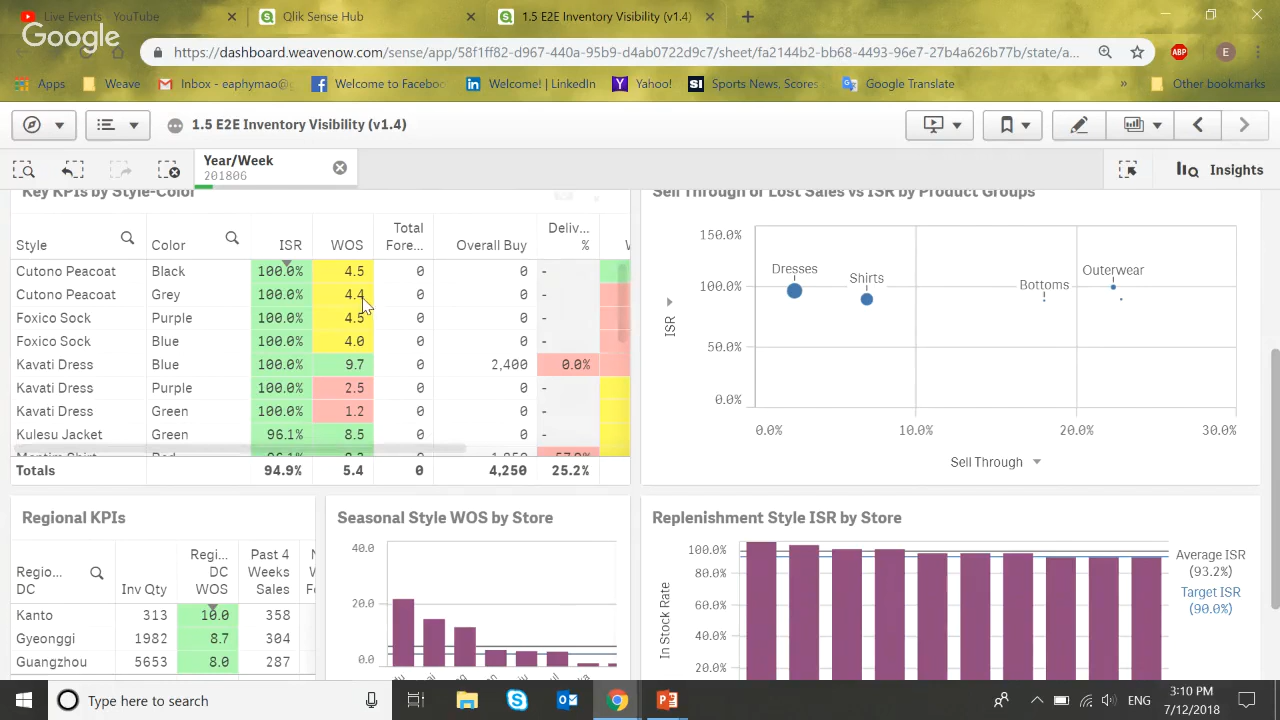 Live Events - YouTube
Qlik Sense Hub
1.5 E2E Inventory Visibility (v1.4)
Google
https://dashboard.weavenow.com/sense/app/58f1ff82-d967-440a-95b9-d4ab0722d9c7/sheet/fa2144b2-bb68-4493-96e7-27b4a626b77b/state/a...
ABP
E
Apps
Weave
Inbox - eaphymao@g
Welcome to Faceboo
Welcome! | LinkedIn
Yahoo!
Sports News, Scores
Google Translate
»
Other bookmarks
1.5 E2E Inventory Visibility (v1.4)
Year/Week
201806
Insights
Key KPIs by Style-Color
Style Color ISR WOS Total Fore... Overall Buy Deliv... %
Cutono Peacoat Black 100.0% 4.5 0 0 -
Cutono Peacoat Grey 100.0% 4.4 0 0 -
Foxico Sock Purple 100.0% 4.5 0 0 -
Foxico Sock Blue 100.0% 4.0 0 0 -
Kavati Dress Blue 100.0% 9.7 0 2,400 0.0%
Kavati Dress Purple 100.0% 2.5 0 0 -
Kavati Dress Green 100.0% 1.2 0 0 -
Kulesu Jacket Green 96.1% 8.5 0 0 -
Totals 94.9% 5.4 0 4,250 25.2%
Sell Through or Lost Sales vs ISR by Product Groups
150.0%
100.0%
50.0%
0.0%
ISR
Dresses
Shirts
Bottoms
Outerwear
0.0% 10.0% 20.0% 30.0%
Sell Through
Regional KPIs
Regio... DC Inv Qty Regi... DC WOS Past 4 Weeks Sales
Kanto 313 10.0 358
Gyeonggi 1982 8.7 304
Guangzhou 5653 8.0 287
Seasonal Style WOS by Store
40.0
20.0
0.0
Replenishment Style ISR by Store
100.0%
80.0%
60.0%
40.0%
20.0%
In Stock Rate
Average ISR
(93.2%)
Target ISR
(90.0%)
Type here to search
ENG
3:10 PM
7/12/2018